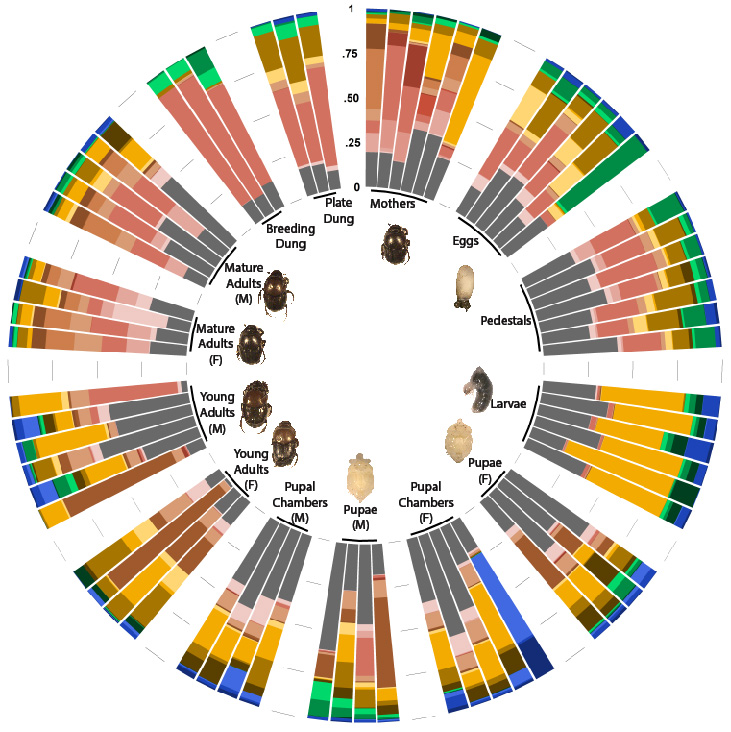 1
.75
.50
.25
0
Mothers
Eggs
Pedestals
Larvae
Pupae
(F)
Pupal
Chambers
(F)
Pupae
(M)
Pupal
Chambers
(M)
Young
Adults
(F)
Young
Adults
(M)
Mature
Adults
(F)
Mature
Adults
(M)
Breeding
Dung
Plate
Dung